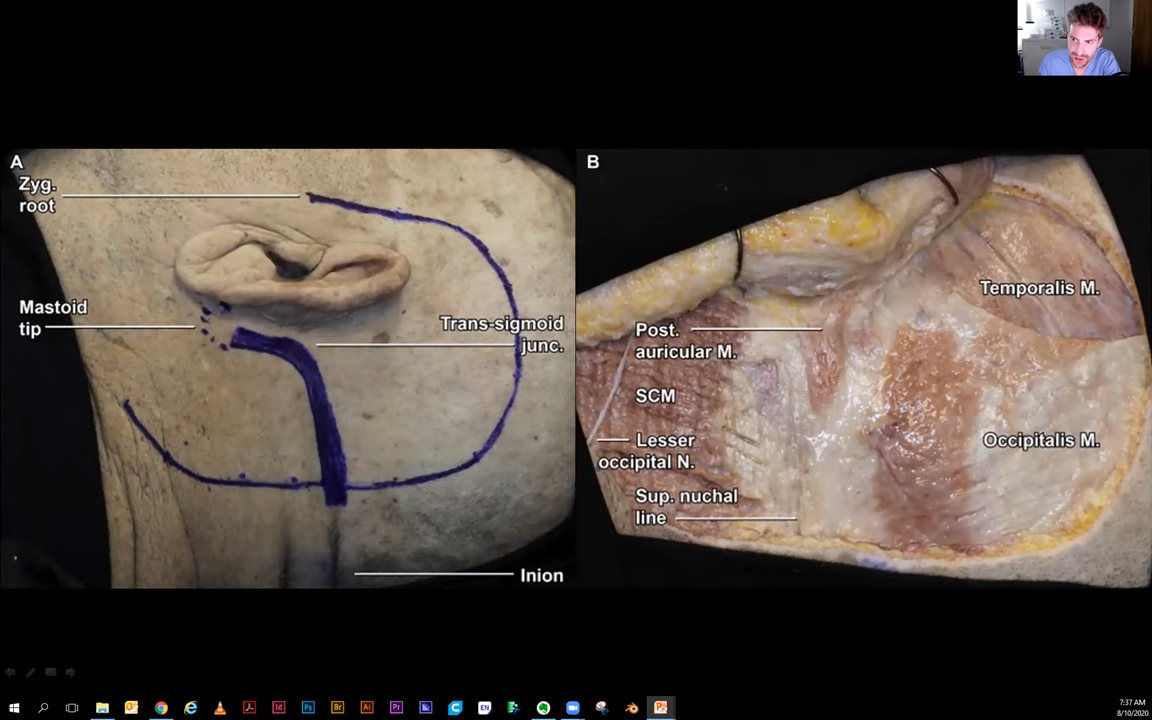 A
Zyg.
root
Mastoid
tip
Trans-sigmoid
junc.
Inion
B
Temporalis M.
Post.
auricular M.
SCM
Lesser
occipital N.
Occipitalis M.
Sup. nuchal
line
7:37 AM
8/10/2020